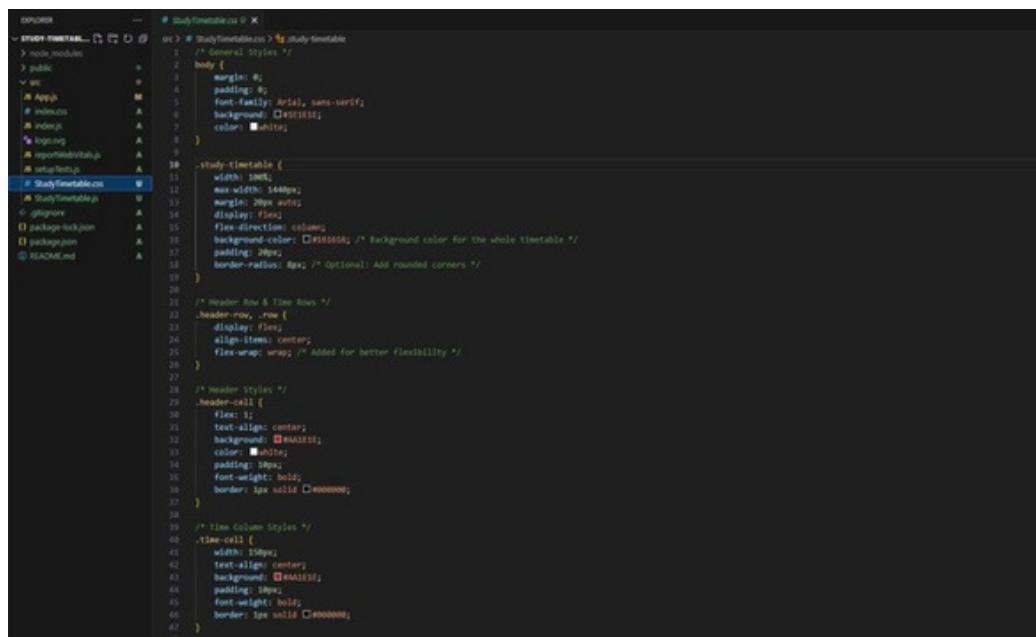 EXPLORER
STUDY-TIMETABL...
> node_modules
> public
src
App.js M
index.css A
index.js A
logo.svg A
reportWebVitals.js A
setupTests.js A
StudyTimetable.css U
StudyTimetable.js U
.gitignore A
package-lock.json A
package.json A
README.md A
# StudyTimetable.css U X
src > # StudyTimetable.css > .study-timetable
1 /* General Styles */
2 body {
3 margin: 0;
4 padding: 0;
5 font-family: Arial, sans-serif;
6 background: #1E1E1E;
7 color: white;
8 }
9
10 .study-timetable {
11 width: 100%;
12 max-width: 1440px;
13 margin: 20px auto;
14 display: flex;
15 flex-direction: column;
16 background-color: #161616; /* Background color for the whole timetable */
17 padding: 20px;
18 border-radius: 8px; /* Optional: Add rounded corners */
19 }
20
21 /* Header Row & Time Rows */
22 .header-row, .row {
23 display: flex;
24 align-items: center;
25 flex-wrap: wrap; /* Added for better flexibility */
26 }
27
28 /* Header Styles */
29 .header-cell {
30 flex: 1;
31 text-align: center;
32 background: #AA1E1E;
33 color: white;
34 padding: 10px;
35 font-weight: bold;
36 border: 1px solid #000000;
37 }
38
39 /* Time Column Styles */
40 .time-cell {
41 width: 150px;
42 text-align: center;
43 background: #AA1E1E;
44 padding: 10px;
45 font-weight: bold;
46 border: 1px solid #000000;
47 }